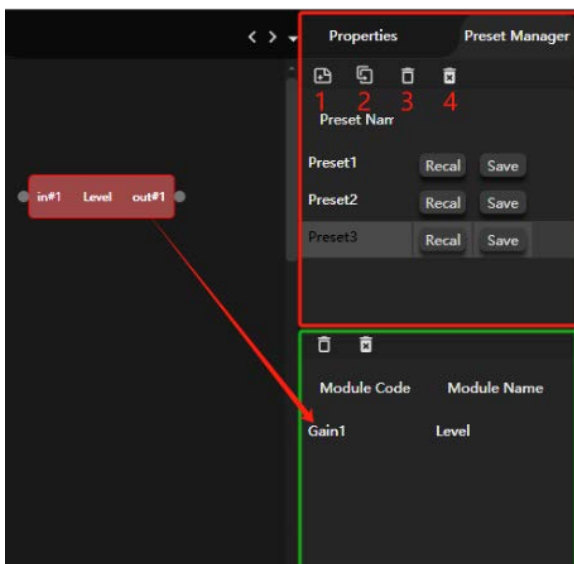 < > Properties Preset Manager
1 2 3 4
Preset Nam
Preset1 Recal Save
Preset2 Recal Save
in#1 Level out#1
Preset3 Recal Save
Module Code Module Name
Gain1 Level